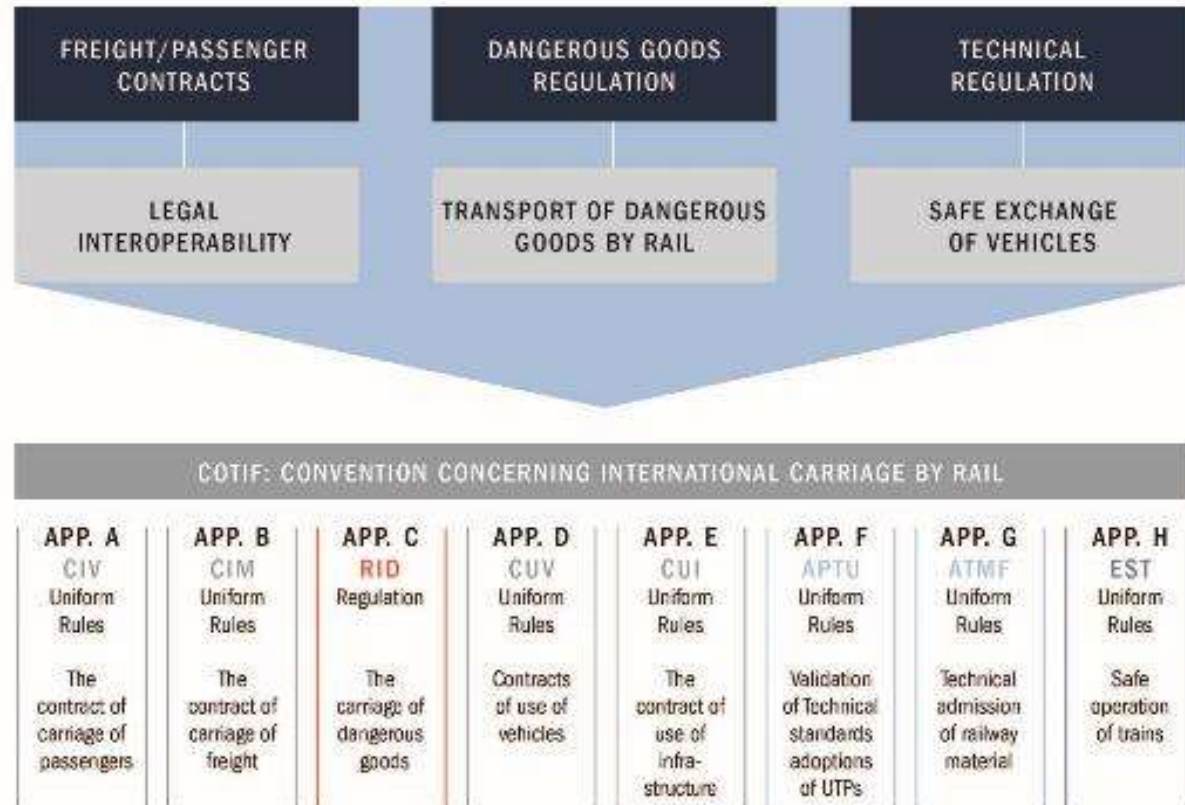 FREIGHT/PASSENGER
CONTRACTS
DANGEROUS GOODS
REGULATION
TECHNICAL
REGULATION
LEGAL
INTEROPERABILITY
TRANSPORT OF DANGEROUS
GOODS BY RAIL
SAFE EXCHANGE
OF VEHICLES
COTIF: CONVENTION CONCERNING INTERNATIONAL CARRIAGE BY RAIL
APP. A
CIV
Uniform
Rules
The
contract of
carriage of
passengers
APP. B
CIM
Uniform
Rules
The
contract of
carriage of
freight
APP. C
RID
Regulation
The
carriage of
dangerous
goods
APP. D
CUV
Uniform
Rules
Contracts
of use of
vehicles
APP. E
CUI
Uniform
Rules
The
contract of
use of
infra-
structure
APP. F
APTU
Uniform
Rules
Validation
of Technical
standards
adoptions
of UTPs
APP. G
ATMF
Uniform
Rules
Technical
admission
of railway
material
APP. H
EST
Uniform
Rules
Safe
operation
of trains